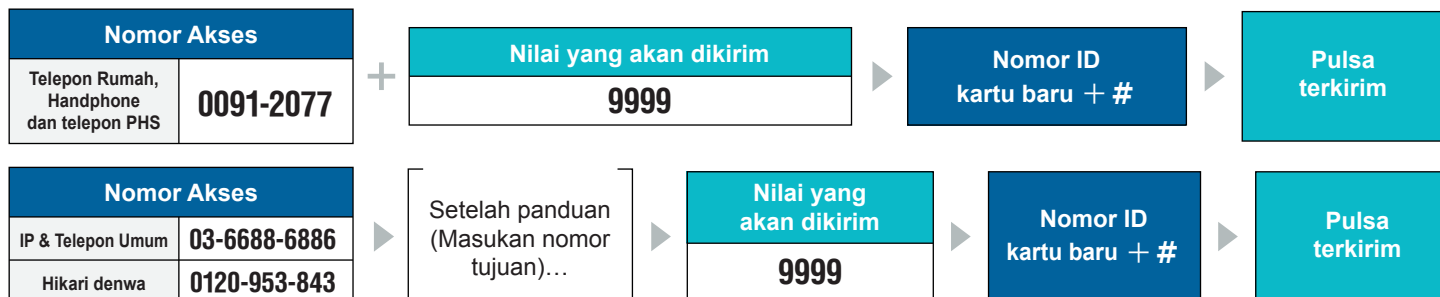 Nomor Akses
Telepon Rumah,
Handphone
dan telepon PHS
0091-2077
+
Nilai yang akan dikirim
9999
Nomor ID
kartu baru + #
Pulsa
terkirim
Nomor Akses
IP & Telepon Umum
03-6688-6886
Hikari denwa
0120-953-843
Setelah panduan
(Masukan nomor
tujuan)…
Nilai yang
akan dikirim
9999
Nomor ID
kartu baru + #
Pulsa
terkirim